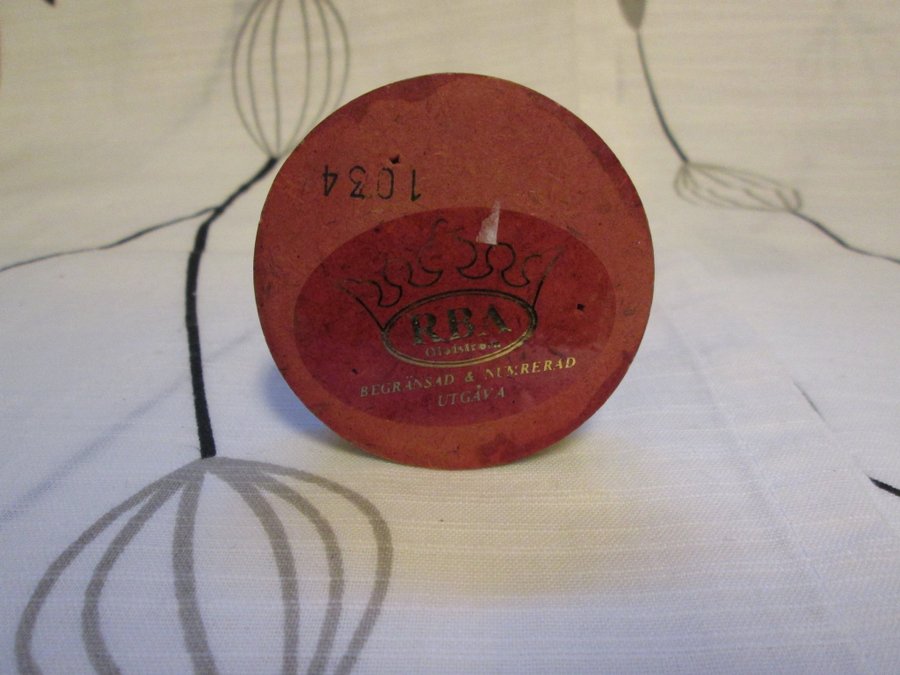 1034
RBA
BEGRÄNSAD & NUMRERAD
UTGÅVA